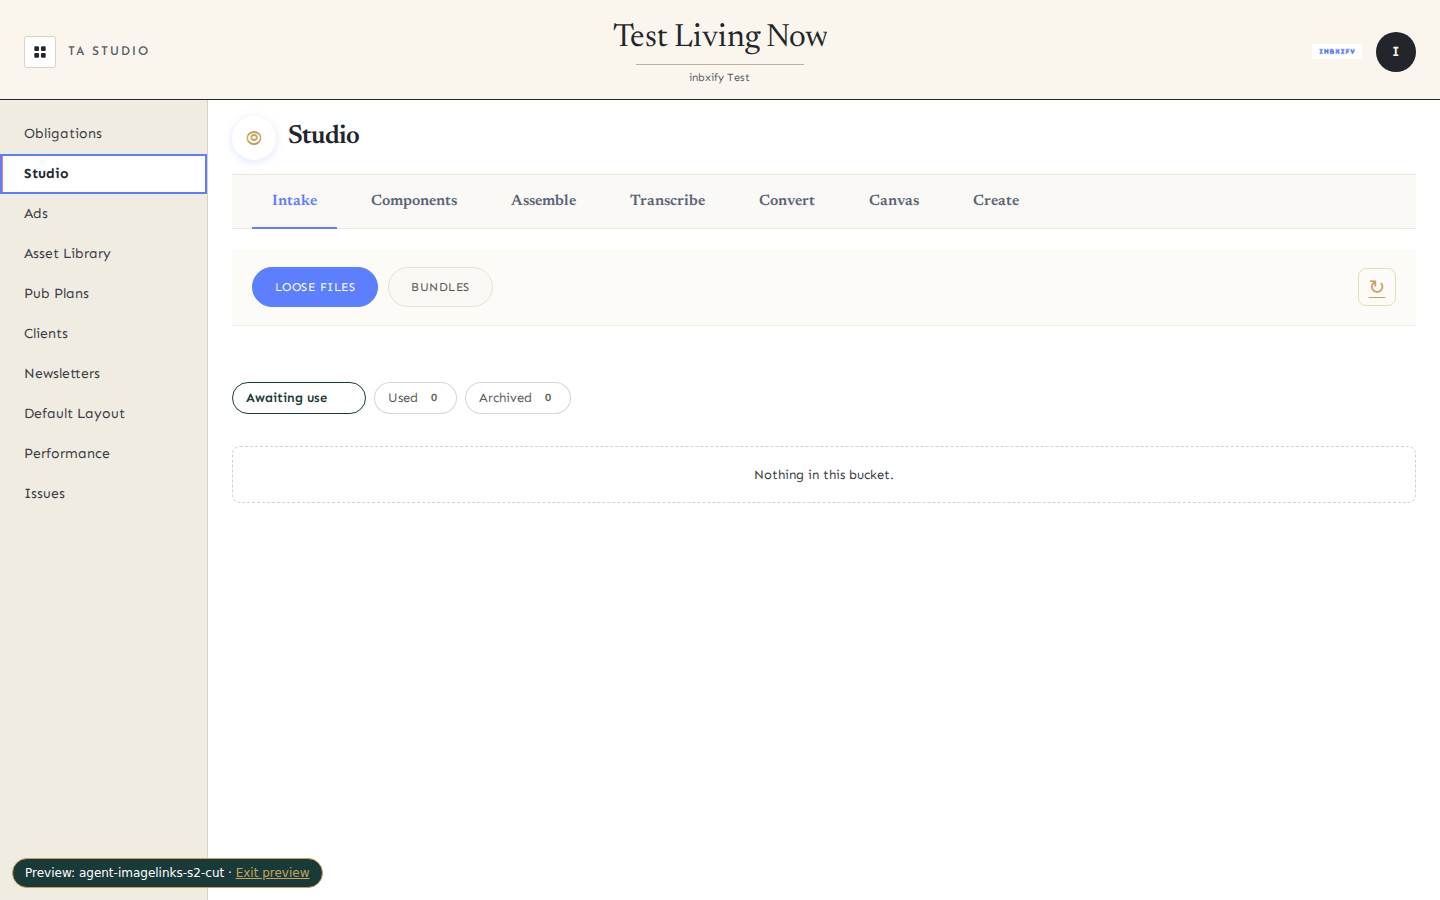 TA STUDIO
Test Living Now
inbxify Test
INBXIFY
I
Obligations
Studio
Ads
Asset Library
Pub Plans
Clients
Newsletters
Default Layout
Performance
Issues
Studio
Intake Components Assemble Transcribe Convert Canvas Create
LOOSE FILES BUNDLES
Awaiting use Used 0 Archived 0
Nothing in this bucket.
Preview: agent-imagelinks-s2-cut · Exit preview